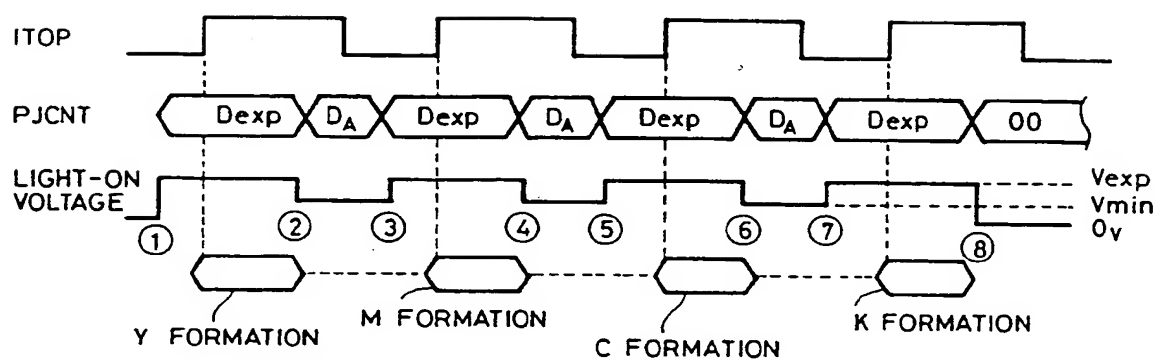 ITOP
PJCNT
Dexp DA Dexp DA Dexp DA Dexp 00
LIGHT-ON
VOLTAGE
Vexp
Vmin
0v
① ② ③ ④ ⑤ ⑥ ⑦ ⑧
Y FORMATION
M FORMATION
C FORMATION
K FORMATION